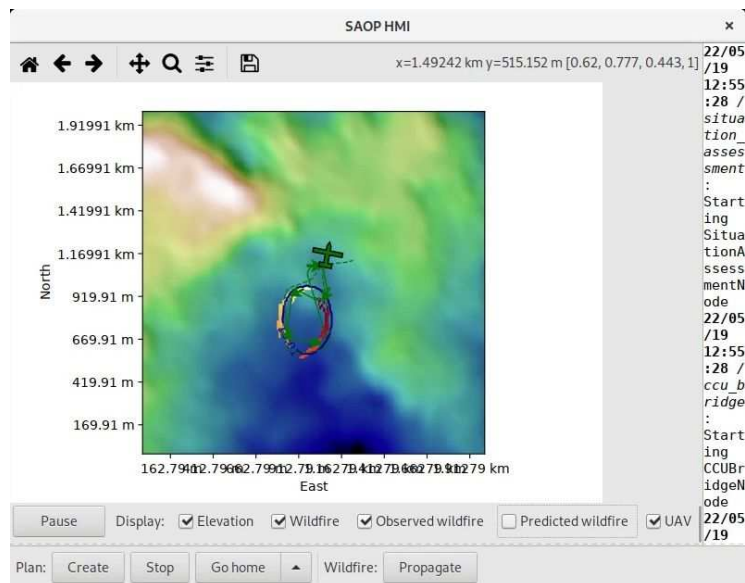 SAOP HMI
×
x=1.49242 km y=515.152 m [0.62, 0.777, 0.443, 1]
1.91991 km
1.66991 km
1.41991 km
1.16991 km
919.91 m
669.91 m
419.91 m
169.91 m
North
East
22/05
/19
12:55
:28 /
situa
tion_
asses
sment
:
Start
ing
Situa
tionA
ssess
mentN
ode
22/05
/19
12:55
:28 /
ccu_b
ridge
:
Start
ing
CCUBr
idgeN
ode
22/05
/19
Pause
Display:
Elevation
Wildfire
Observed wildfire
Predicted wildfire
UAV
Plan:
Create
Stop
Go home
Wildfire:
Propagate